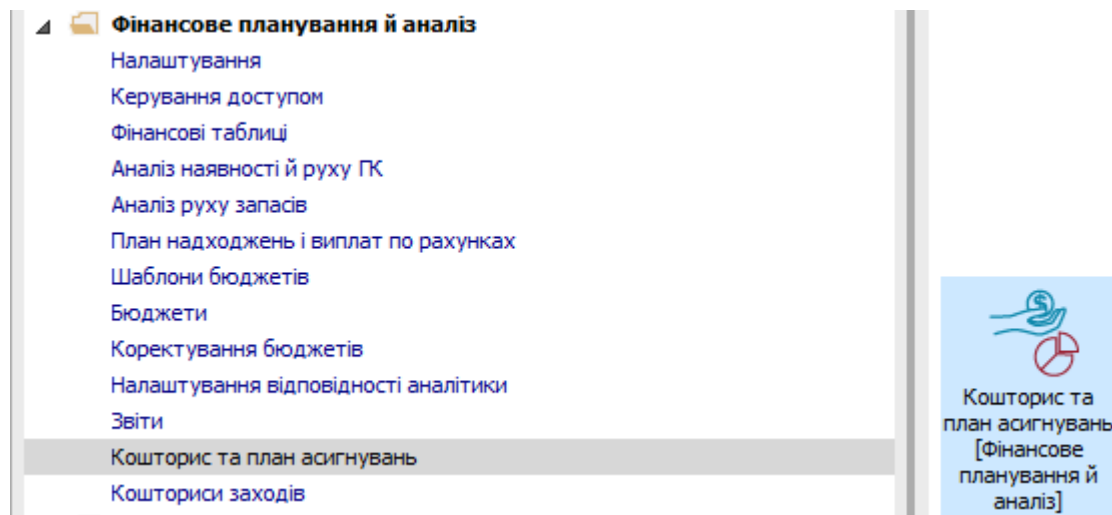 Фінансове планування й аналіз
Налаштування
Керування доступом
Фінансові таблиці
Аналіз наявності й руху ГК
Аналіз руху запасів
План надходжень і виплат по рахунках
Шаблони бюджетів
Бюджети
Коректування бюджетів
Налаштування відповідності аналітики
Звіти
Кошторис та план асигнувань
Кошториси заходів
Кошторис та
план асигнувань
[Фінансове
планування й
аналіз]